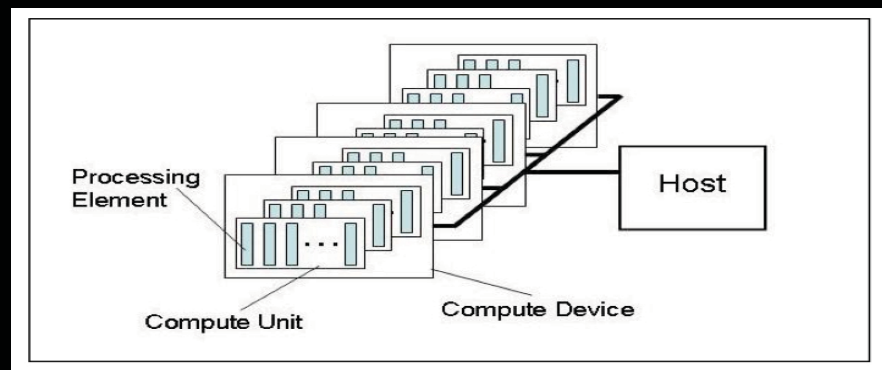 Processing
Element
Host
Compute Unit
Compute Device